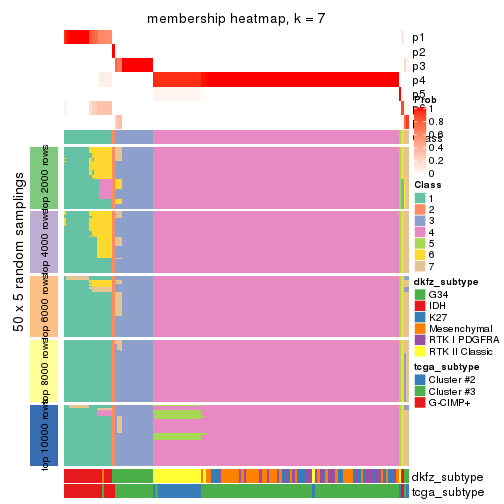 membership heatmap, k = 7
p1
p2
p3
p4
p5
Prob
1
0.8
0.6
0.4
0.2
0
Class
1
2
3
4
5
6
7
dkfz_subtype
G34
IDH
K27
Mesenchymal
RTK I PDGFRA
RTK II Classic
tcga_subtype
Cluster #2
Cluster #3
G-CIMP+
50 x 5 random samplings
top 2000 rows
top 4000 rows
top 6000 rows
top 8000 rows
top 10000 rows
dkfz_subtype
tcga_subtype